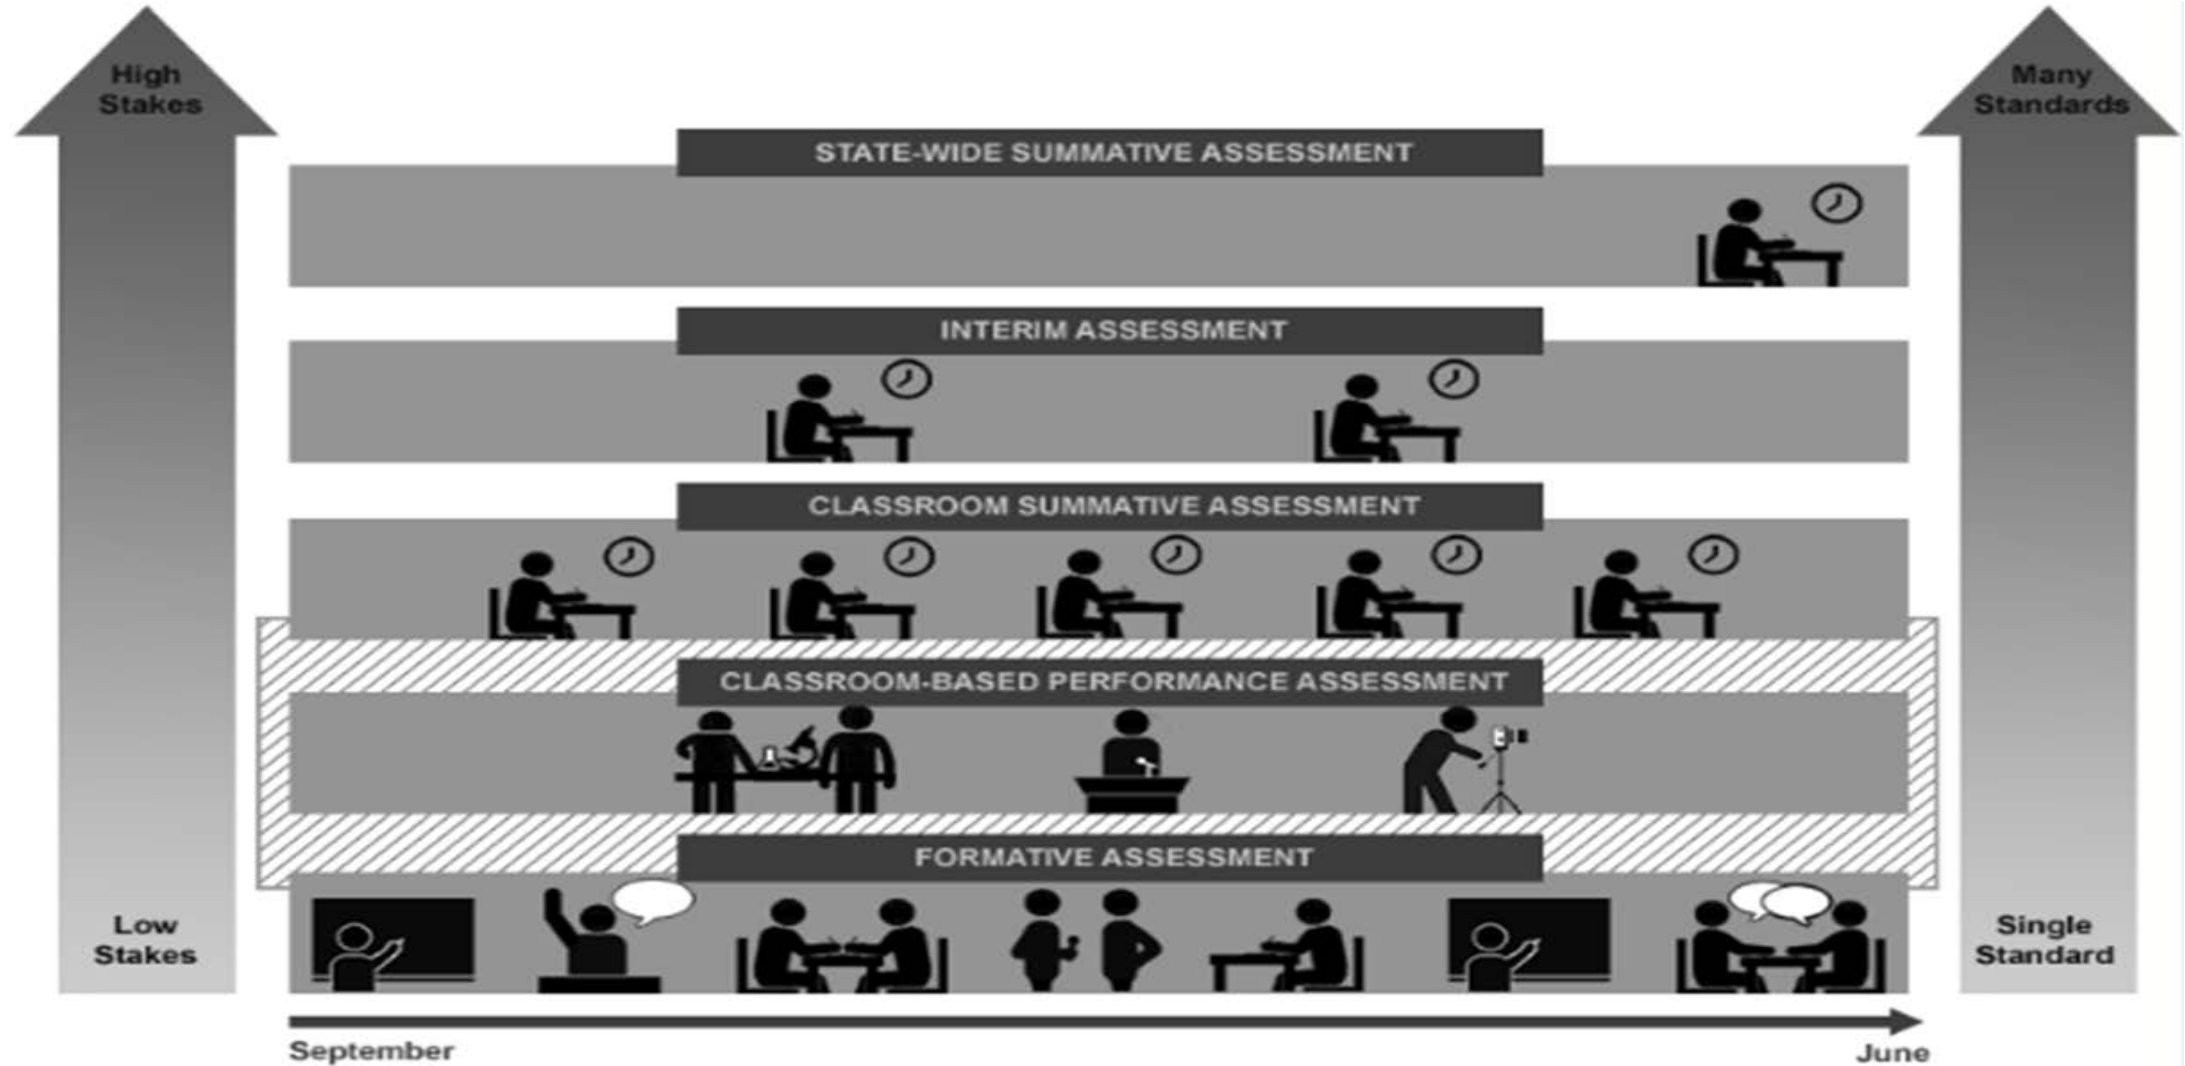 High
Stakes
Many
Standards
STATE-WIDE SUMMATIVE ASSESSMENT
INTERIM ASSESSMENT
CLASSROOM SUMMATIVE ASSESSMENT
CLASSROOM-BASED PERFORMANCE ASSESSMENT
FORMATIVE ASSESSMENT
Low
Stakes
Single
Standard
September
June